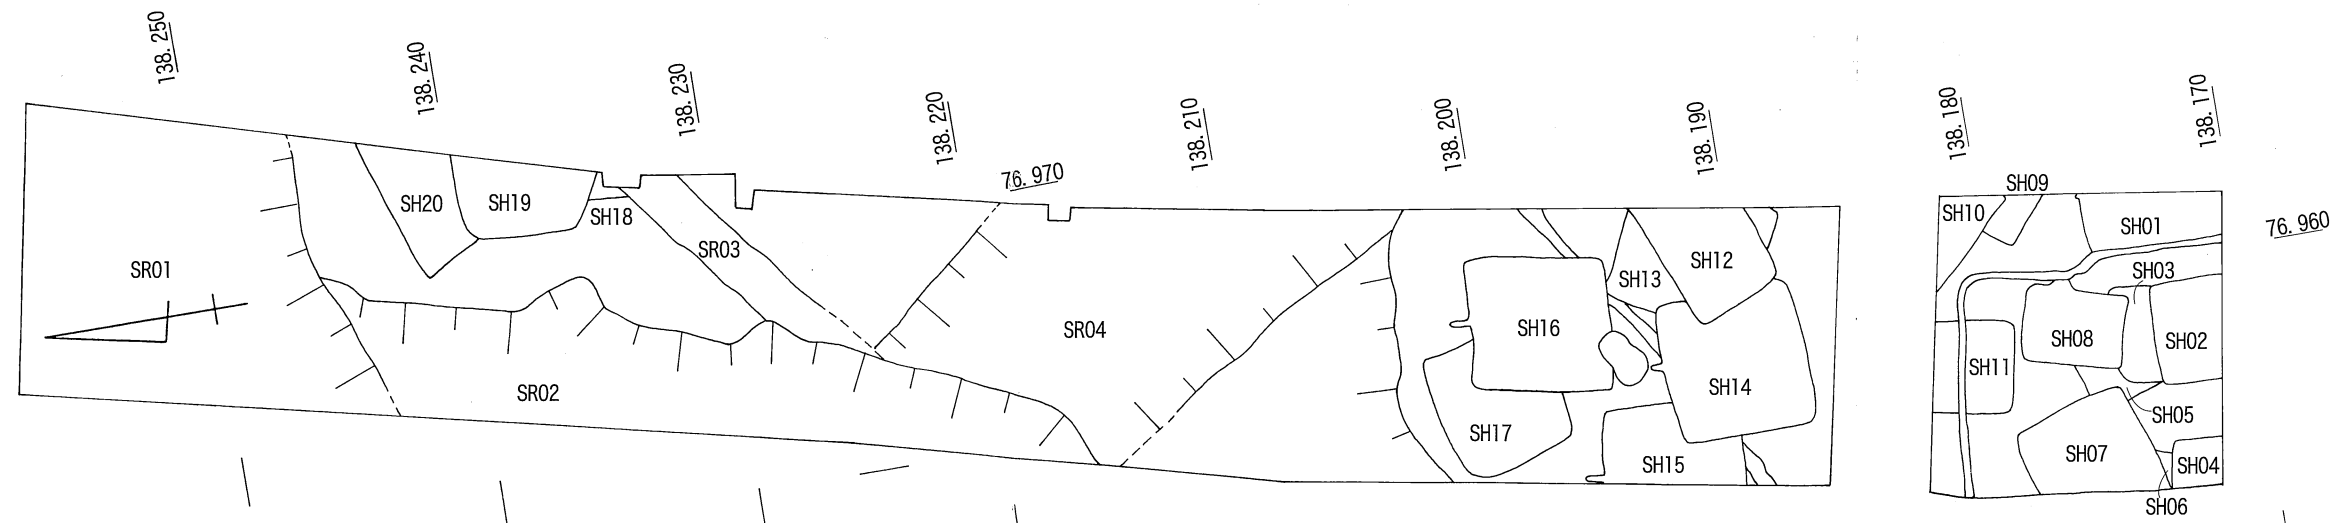 138. 250
138. 240
138. 230
138. 220
76. 970
138. 210
138. 200
138. 190
138. 180
138. 170
76. 960
SR01
SH20
SH19
SH18
SR03
SR02
SR04
SH16
SH17
SH13
SH12
SH14
SH15
SH09
SH10
SH01
SH03
SH08
SH02
SH11
SH05
SH07
SH04
SH06